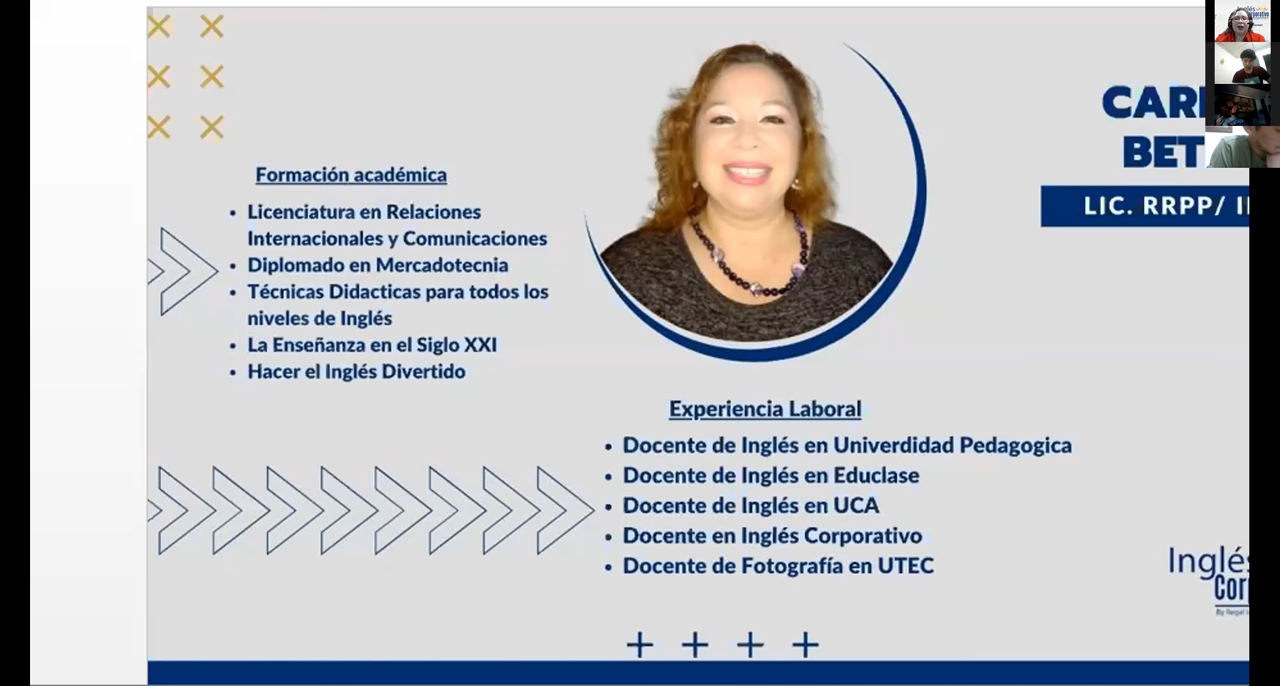 Formación académica
• Licenciatura en Relaciones
Internacionales y Comunicaciones
• Diplomado en Mercadotecnia
• Técnicas Didacticas para todos los
niveles de Inglés
• La Enseñanza en el Siglo XXI
• Hacer el Inglés Divertido
LIC. RRPP/
Experiencia Laboral
• Docente de Inglés en Univerdidad Pedagogica
• Docente de Inglés en Educlase
• Docente de Inglés en UCA
• Docente en Inglés Corporativo
• Docente de Fotografía en UTEC
Inglés